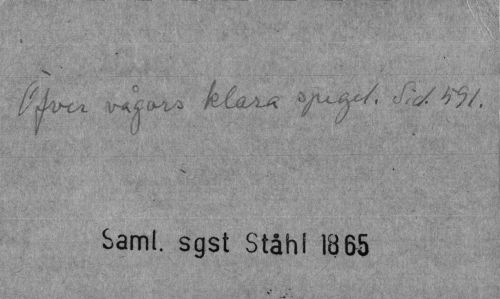 Öfver vågors klara spegel. Sid. 591.
Saml. sgst Ståhl 1865